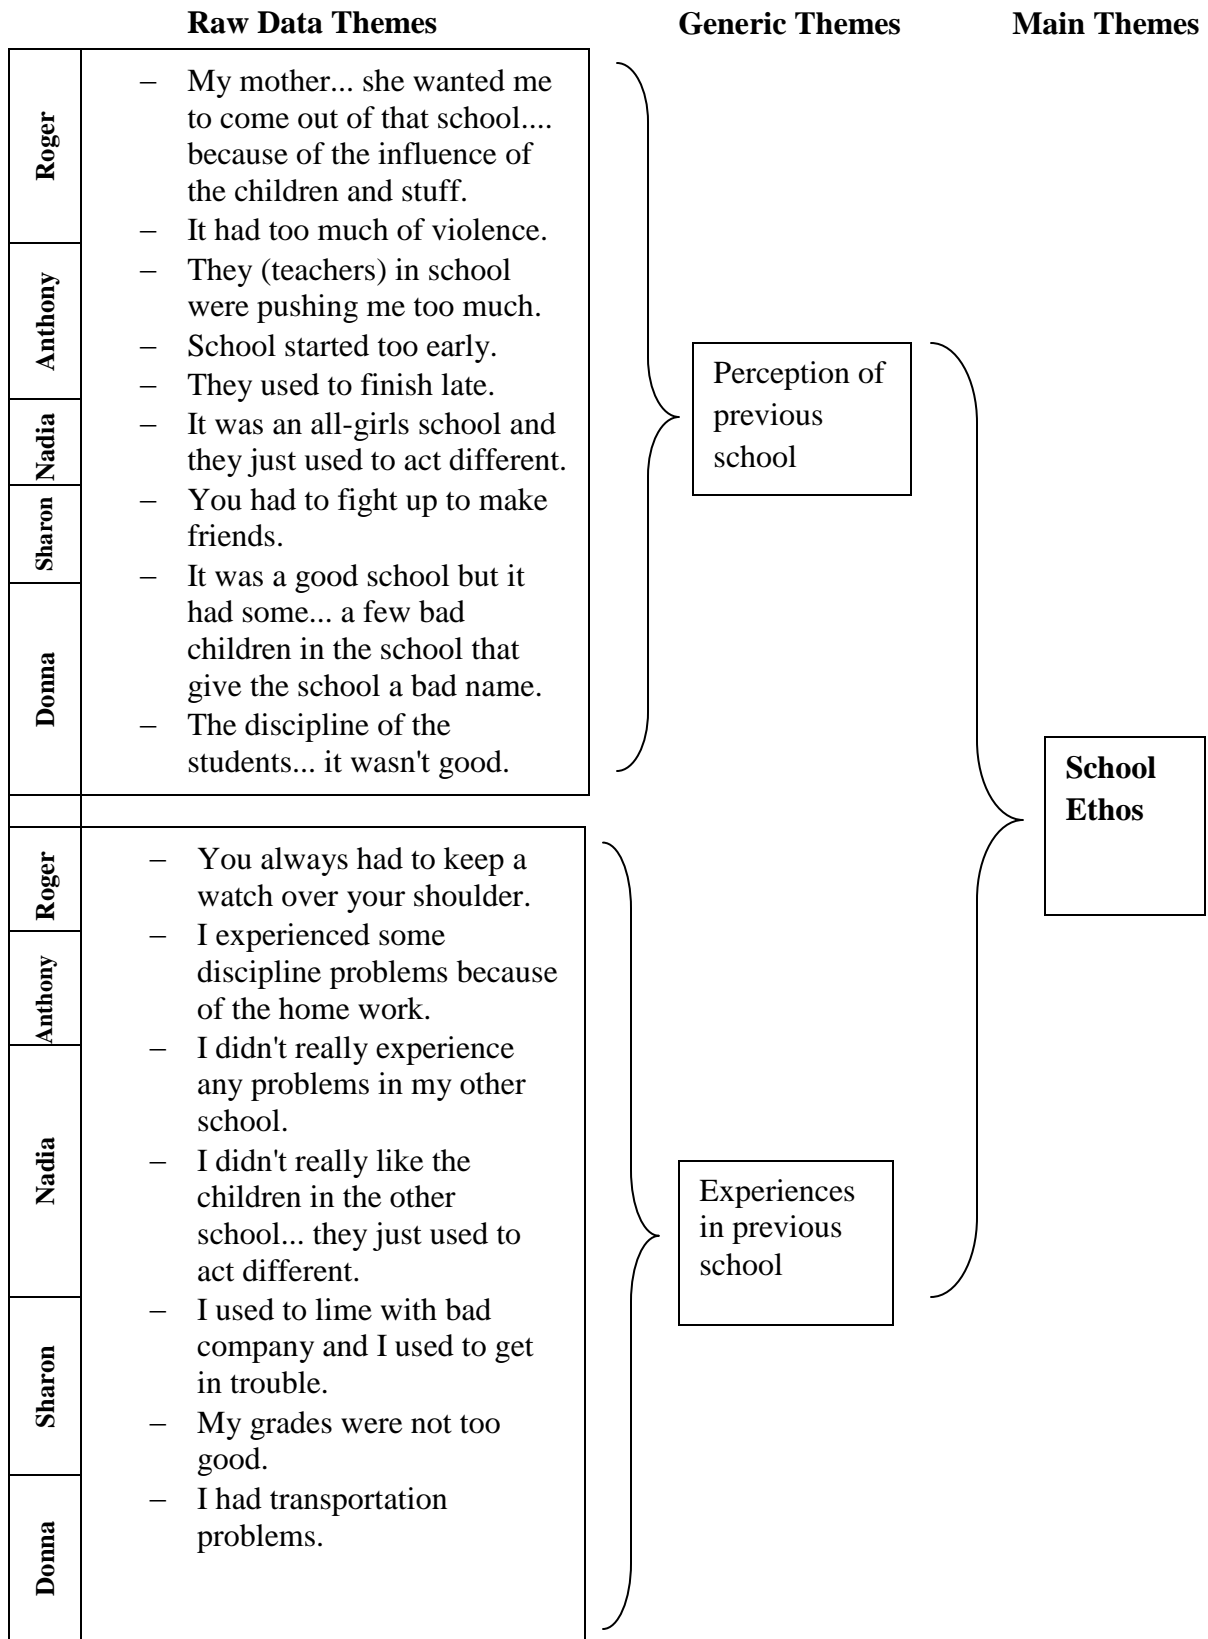 Raw Data Themes
Generic Themes
Main Themes
Roger
– My mother... she wanted me
to come out of that school....
because of the influence of
the children and stuff.
– It had too much of violence.
Anthony
– They (teachers) in school
were pushing me too much.
– School started too early.
– They used to finish late.
Nadia
– It was an all-girls school and
they just used to act different.
Sharon
– You had to fight up to make
friends.
Donna
– It was a good school but it
had some... a few bad
children in the school that
give the school a bad name.
– The discipline of the
students... it wasn't good.
Perception of
previous
school
Roger
– You always had to keep a
watch over your shoulder.
Anthony
– I experienced some
discipline problems because
of the home work.
Nadia
– I didn't really experience
any problems in my other
school.
– I didn't really like the
children in the other
school... they just used to
act different.
Sharon
– I used to lime with bad
company and I used to get
in trouble.
– My grades were not too
good.
Donna
– I had transportation
problems.
Experiences
in previous
school
School
Ethos